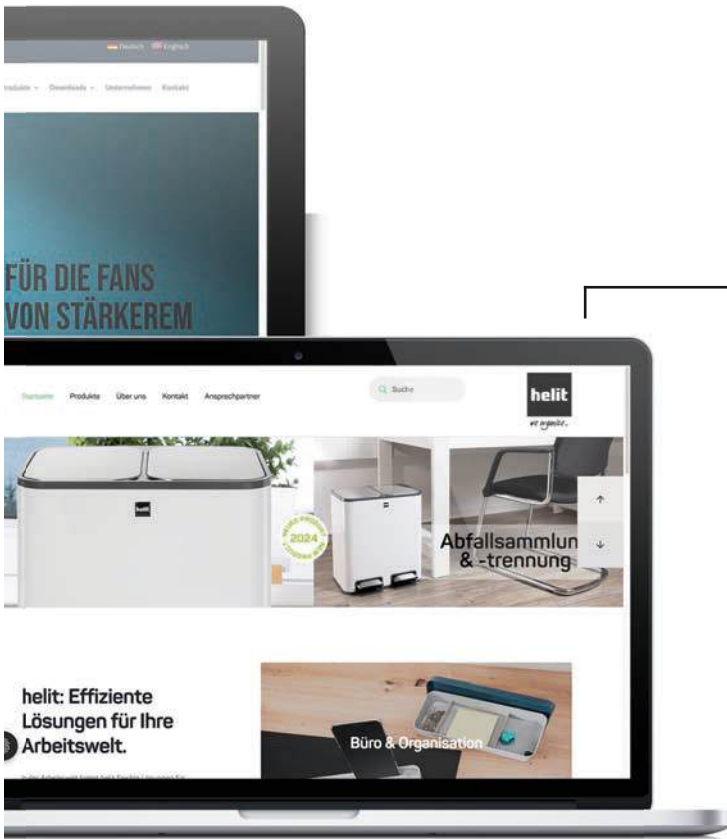 Deutsch Englisch
Downloads Unternehmen Kontakt
FÜR DIE FANS
VON STÄRKEREM
Startseite Produkte Über uns Kontakt Ansprechpartner
Suche
helit
we organize.
helit
2024
Abfallsammlun
& -trennung
helit: Effiziente
Lösungen für Ihre
Arbeitswelt.
Büro & Organisation